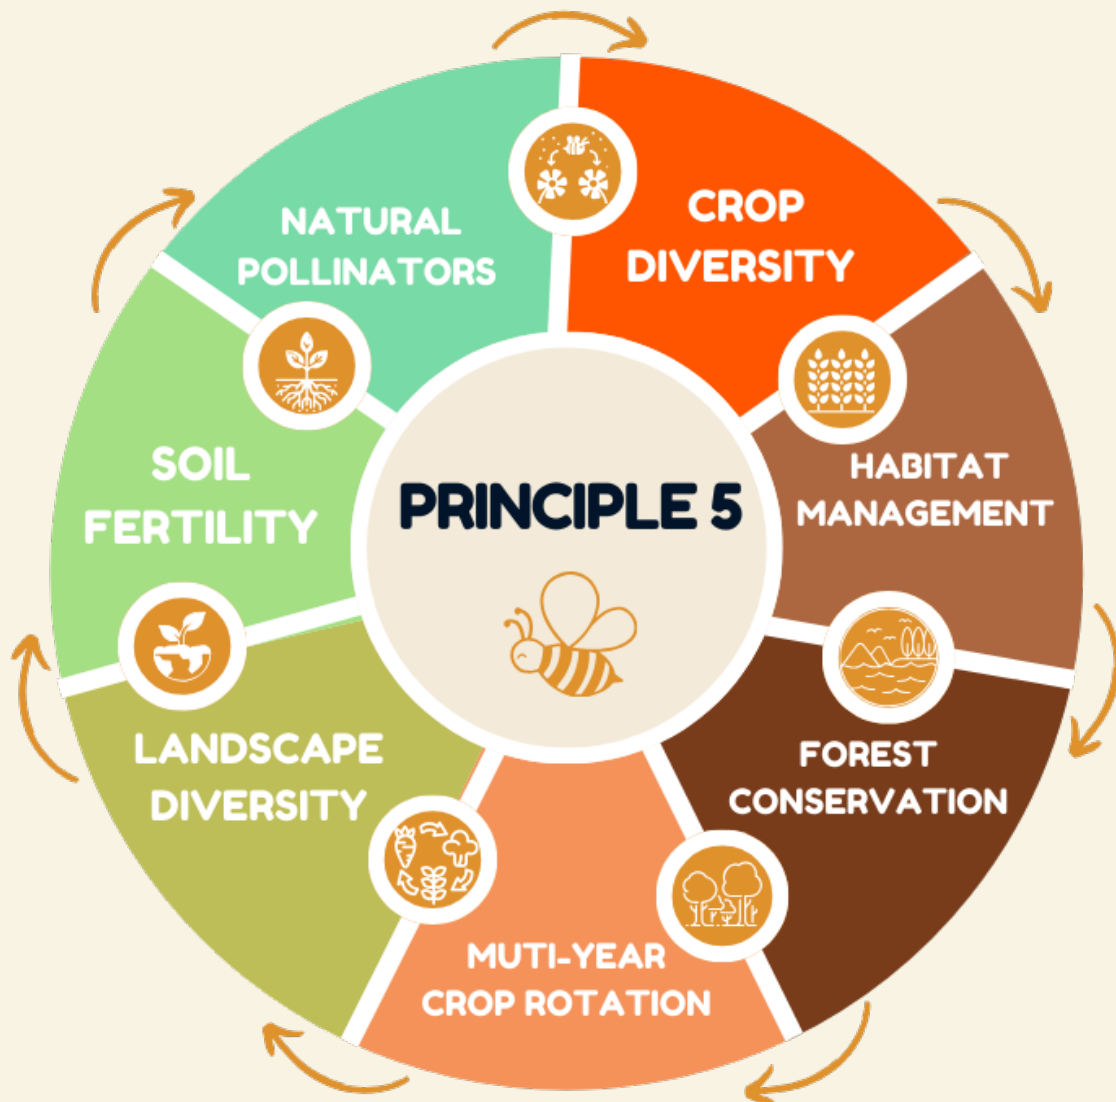 NATURAL
POLLINATORS
CROP
DIVERSITY
HABITAT
MANAGEMENT
FOREST
CONSERVATION
MUTI-YEAR
CROP ROTATION
LANDSCAPE
DIVERSITY
SOIL
FERTILITY
PRINCIPLE 5